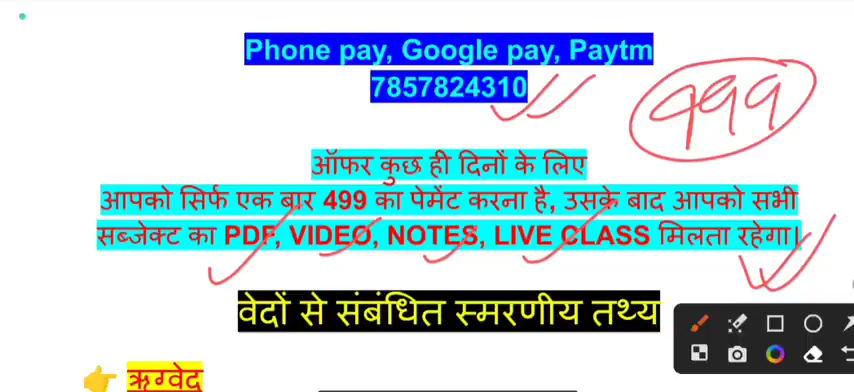 Phone pay, Google pay, Paytm
7857824310
499
ऑफर कुछ ही दिनों के लिए
आपको सिर्फ एक बार 499 का पेमेंट करना है, उसके बाद आपको सभी
सब्जेक्ट का PDF, VIDEO, NOTES, LIVE CLASS मिलता रहेगा।
वेदों से संबंधित स्मरणीय तथ्य
👉 ऋग्वेद